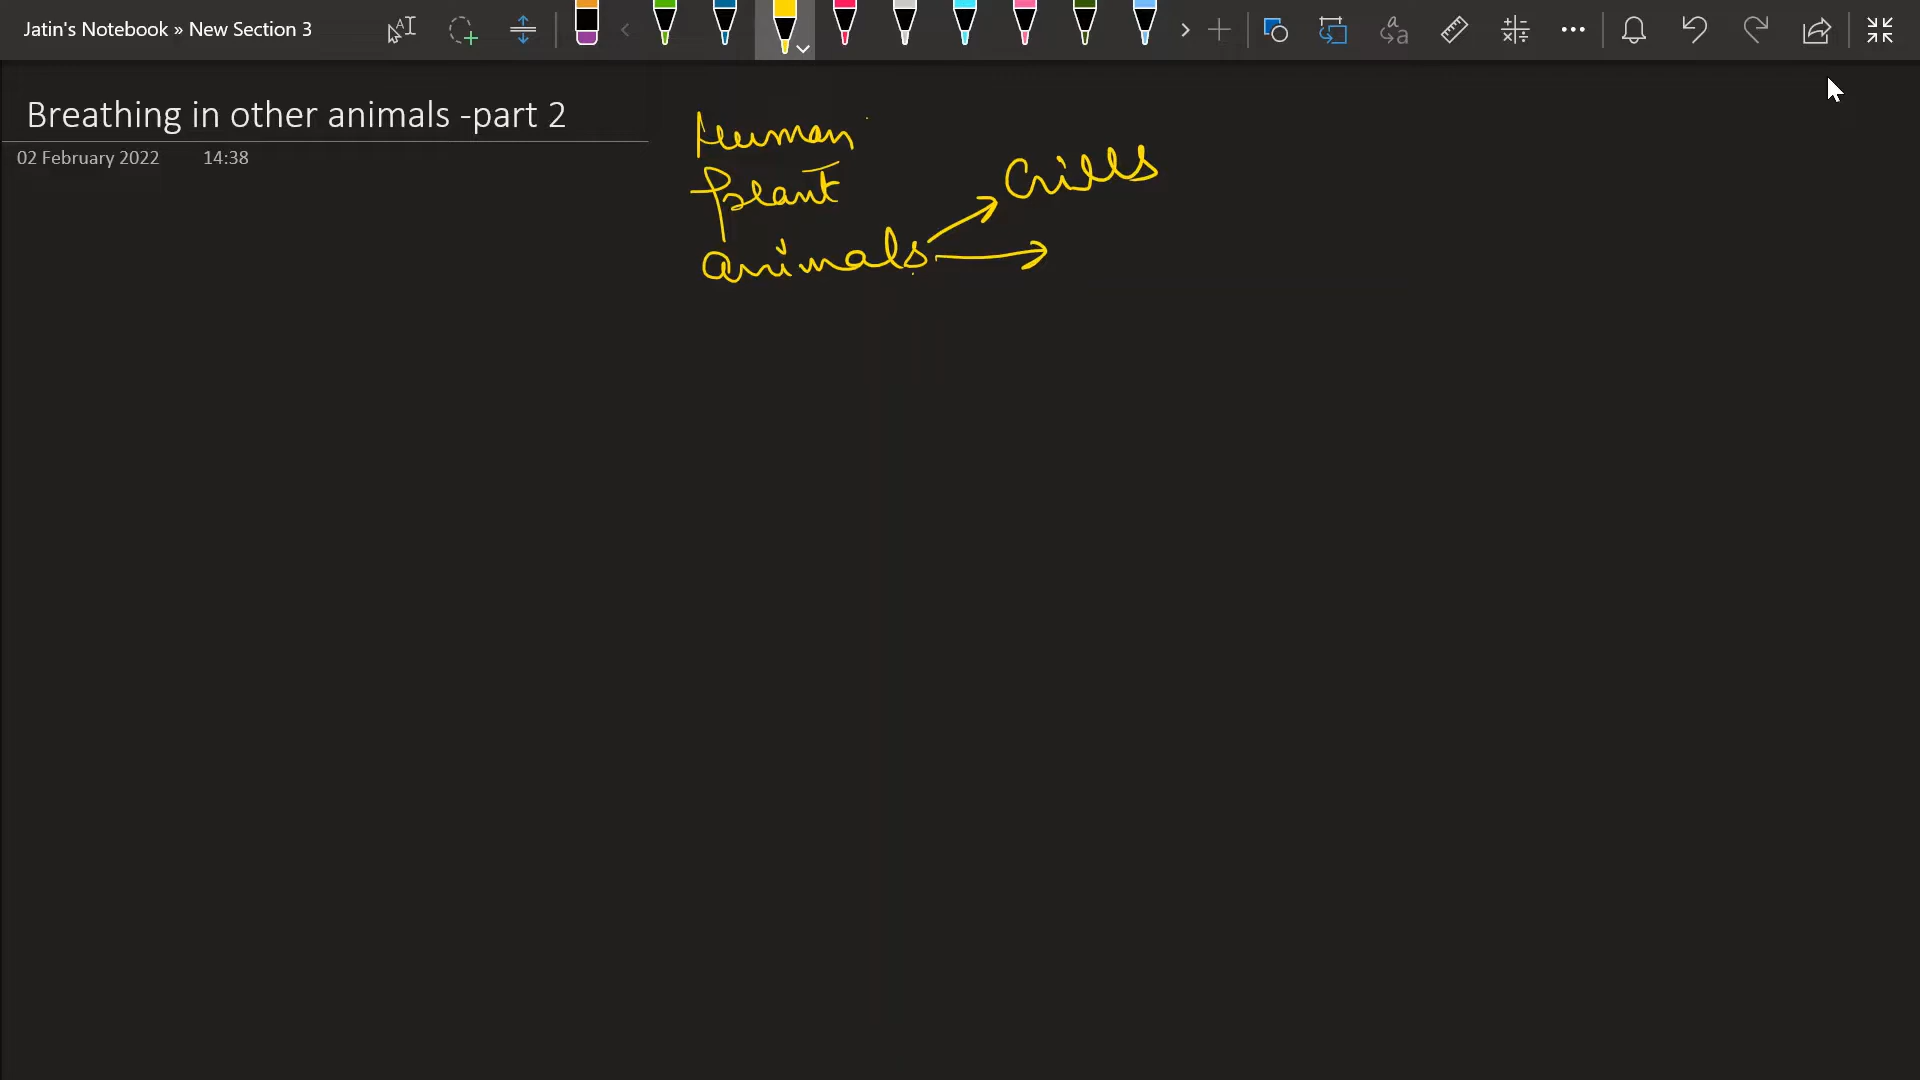 Jatin's Notebook » New Section 3
Breathing in other animals -part 2
02 February 2022 14:38
Human
plant
animals
Gills